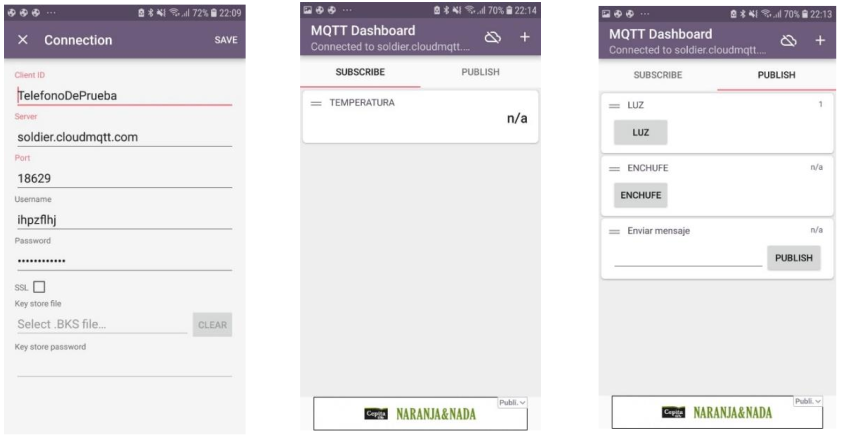 72% 22:09
× Connection SAVE
Client ID
TelefonoDePrueba
Server
soldier.cloudmqtt.com
Port
18629
Username
ihpzflhj
Password
••••••••••••
SSL
Key store file
Select .BKS file... CLEAR
Key store password
70% 22:14
MQTT Dashboard
Connected to soldier.cloudmqtt....
SUBSCRIBE PUBLISH
TEMPERATURA
n/a
Publi.
Cepita NARANJA&NADA
70% 22:13
MQTT Dashboard
Connected to soldier.cloudmqtt....
SUBSCRIBE PUBLISH
LUZ 1
LUZ
ENCHUFE n/a
ENCHUFE
Enviar mensaje n/a
PUBLISH
Publi.
Cepita NARANJA&NADA